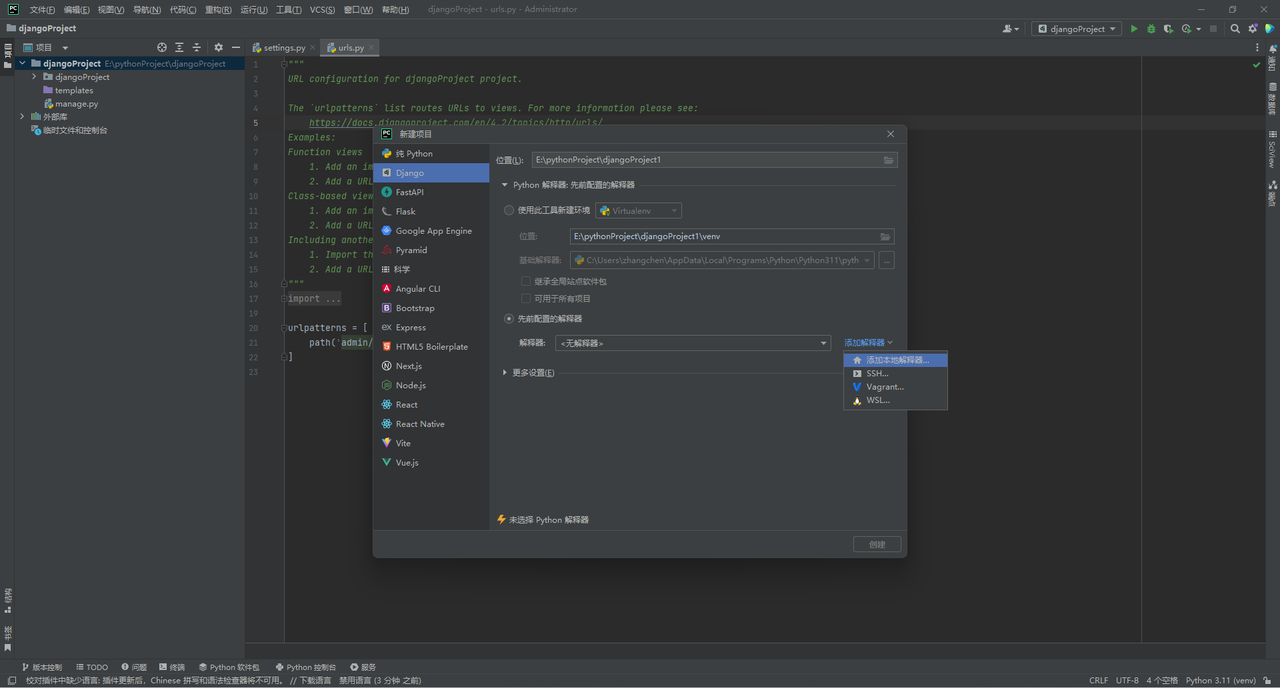 文件(F) 编辑(E) 视图(V) 导航(N) 代码(C) 重构(R) 运行(U) 工具(T) VCS(S) 窗口(W) 帮助(H) djangoProject - urls.py - Administrator
djangoProject
djangoProject
项目
settings.py
urls.py
djangoProject E:\pythonProject\djangoProject
djangoProject
templates
manage.py
外部库
临时文件和控制台
1 """
2 URL configuration for djangoProject project.
3
4 The `urlpatterns` list routes URLs to views. For more information please see:
5 https://docs.djangoproject.com/en/4.2/topics/http/urls/
6 Examples:
7 Function views
8 1. Add an im
9 2. Add a URL
10 Class-based view
11 1. Add an im
12 2. Add a URL
13 Including anothe
14 1. Import th
15 2. Add a URL
16 """
17 import ...
19
20 urlpatterns = [
21 path('admin/
22 ]
23
新建项目
纯 Python
Django
FastAPI
Flask
Google App Engine
Pyramid
科学
Angular CLI
Bootstrap
Express
HTML5 Boilerplate
Next.js
Node.js
React
React Native
Vite
Vue.js
位置(L): E:\pythonProject\djangoProject1
Python 解释器: 先前配置的解释器
使用此工具新建环境 Virtualenv
位置: E:\pythonProject\djangoProject1\venv
基础解释器: C:\Users\zhangchen\AppData\Local\Programs\Python\Python311\pyth ...
继承全局站点软件包
可用于所有项目
先前配置的解释器
解释器: <无解释器> 添加解释器
添加本地解释器...
SSH...
Vagrant...
WSL...
更多设置(E)
未选择 Python 解释器
创建
项目
结构
书签
通知
数据库
SciView
端点
版本控制 TODO 问题 终端 Python 软件包 Python 控制台 服务
校对插件中缺少语言: 插件更新后，Chinese 拼写和语法检查器将不可用。 // 下载语言 禁用语言 (3 分钟 之前) CRLF UTF-8 4 个空格 Python 3.11 (venv)